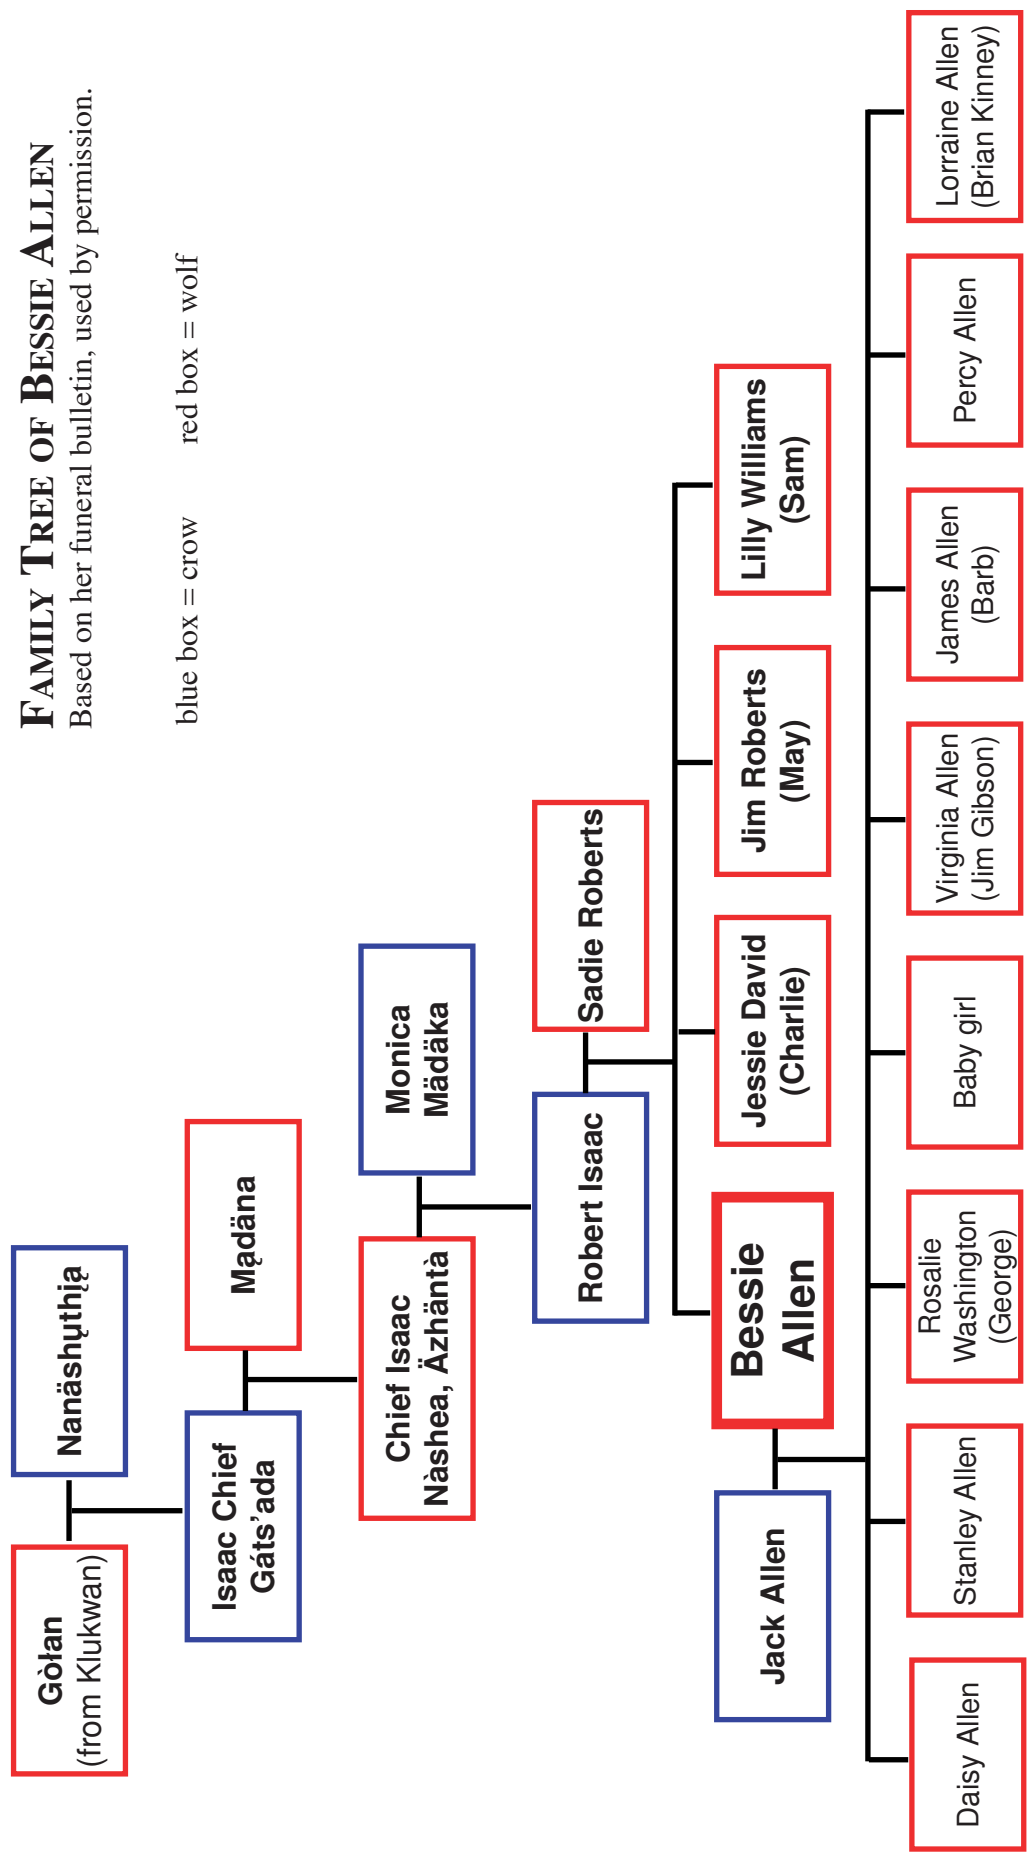 FAMILY TREE OF BESSIE ALLEN
Based on her funeral bulletin, used by permission.
blue box = crow
red box = wolf
Gòłan
(from Klukwan)
Nanäshų̈thı̨ą
Isaac Chief
Gáts’ada
Mądäna
Chief Isaac
Nàshea, Äzhäntà
Monica
Mädäka
Robert Isaac
Sadie Roberts
Jack Allen
Bessie
Allen
Jessie David
(Charlie)
Jim Roberts
(May)
Lilly Williams
(Sam)
Daisy Allen
Stanley Allen
Rosalie
Washington
(George)
Baby girl
Virginia Allen
(Jim Gibson)
James Allen
(Barb)
Percy Allen
Lorraine Allen
(Brian Kinney)